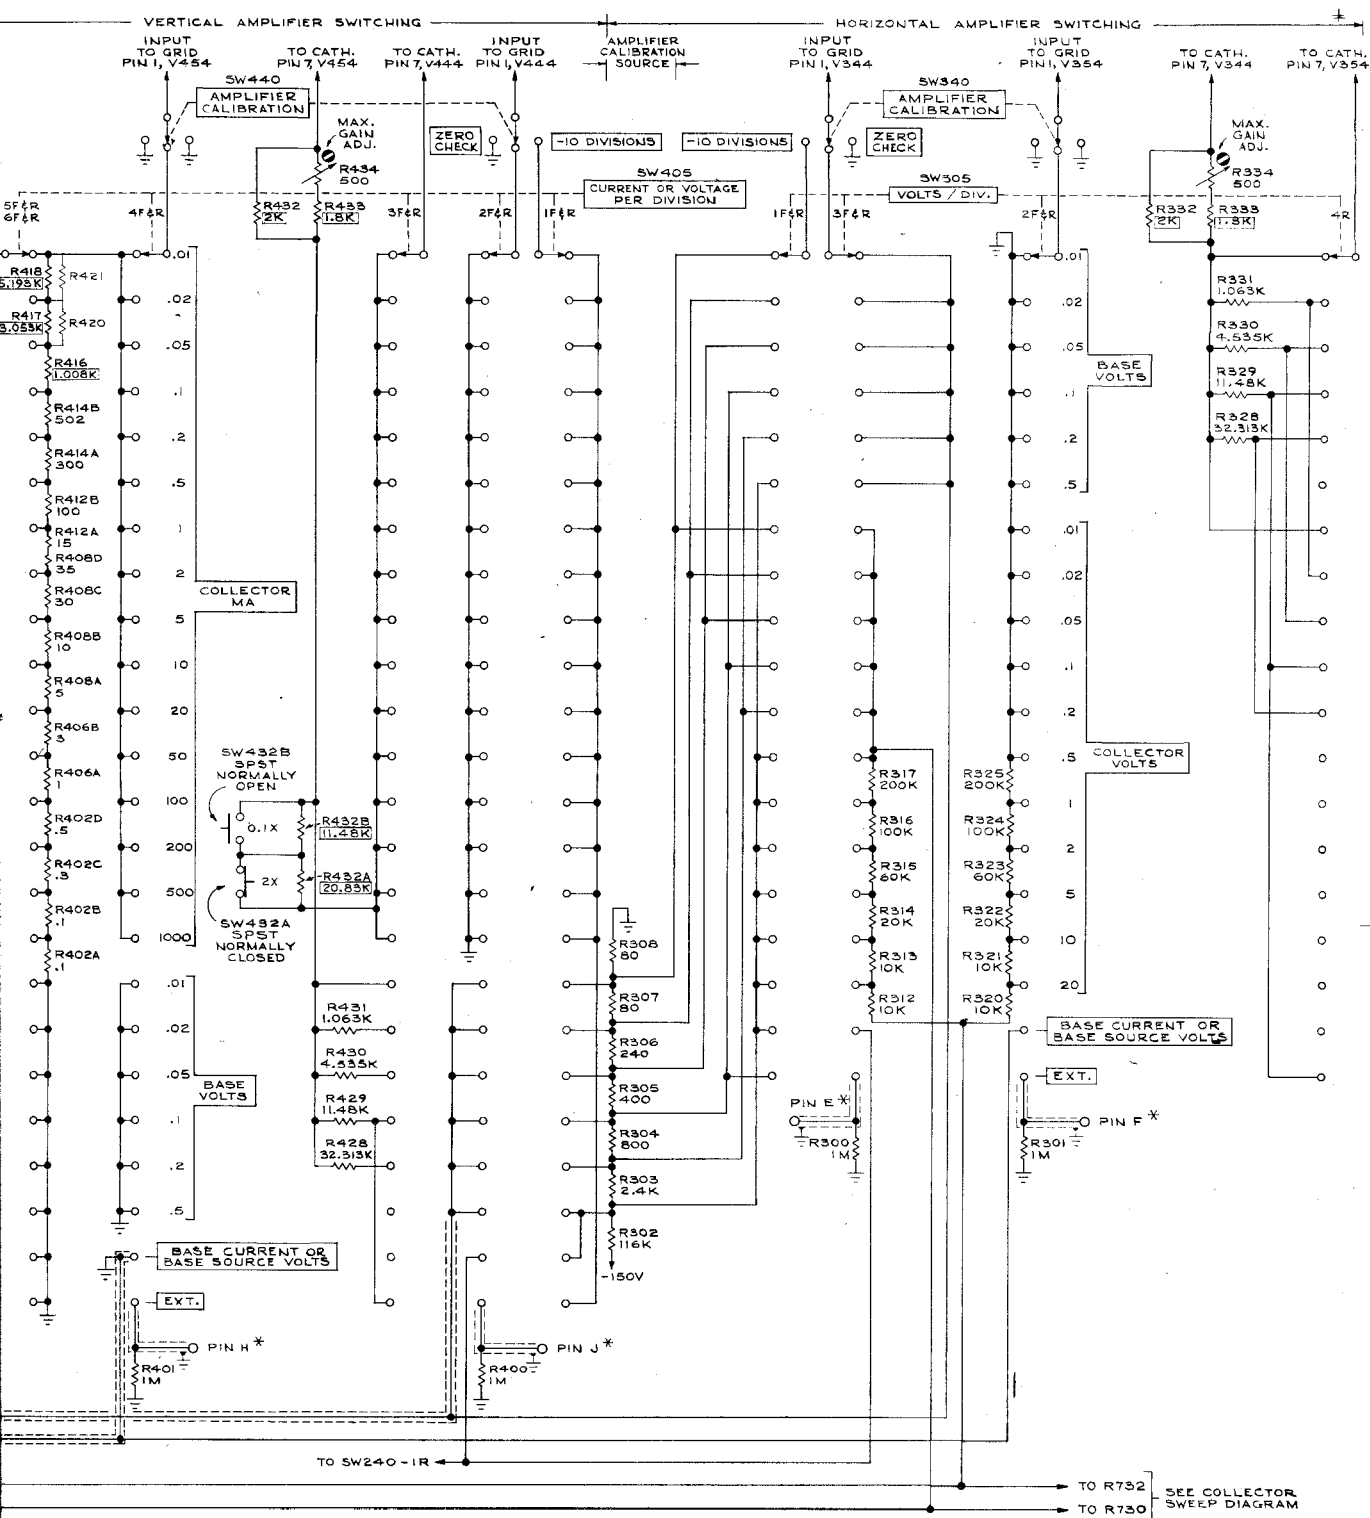 VERTICAL AMPLIFIER SWITCHING
HORIZONTAL AMPLIFIER SWITCHING
INPUT
TO GRID
PIN 1, V454
TO CATH.
PIN 7, V454
TO CATH.
PIN 7, V444
INPUT
TO GRID
PIN 1, V444
AMPLIFIER
CALIBRATION
SOURCE
INPUT
TO GRID
PIN 1, V344
INPUT
TO GRID
PIN 1, V354
TO CATH.
PIN 7, V344
TO CATH.
PIN 7, V354
SW440
AMPLIFIER
CALIBRATION
SW340
AMPLIFIER
CALIBRATION
MAX.
GAIN
ADJ.
R434
500
ZERO
CHECK
-10 DIVISIONS
-10 DIVISIONS
ZERO
CHECK
MAX.
GAIN
ADJ.
R334
500
SW405
CURRENT OR VOLTAGE
PER DIVISION
SW305
VOLTS / DIV.
5F&R
6F&R
4F&R
R432
2K
R433
1.8K
3F&R
2F&R
1F&R
1F&R
3F&R
2F&R
R332
2K
R333
1.8K
4R
R418
5.193K
R421
R417
3.053K
R420
R416
1.008K
R414B
502
R414A
300
R412B
100
R412A
15
R408D
35
R408C
30
R408B
10
R408A
5
R406B
3
R406A
1
R402D
.5
R402C
.3
R402B
.1
R402A
.1
.01
.02
.05
.1
.2
.5
1
2
5
10
20
50
100
200
500
1000
COLLECTOR
MA
.01
.02
.05
.1
.2
.5
BASE
VOLTS
BASE CURRENT OR
BASE SOURCE VOLTS
EXT.
PIN H *
R401
1M
SW432B
SPST
NORMALLY
OPEN
0.1X
R432B
11.48K
2X
R432A
20.83K
SW432A
SPST
NORMALLY
CLOSED
R431
1.063K
R430
4.535K
R429
11.48K
R428
32.313K
PIN J *
R400
1M
R308
80
R307
80
R306
240
R305
400
R304
800
R303
2.4K
R302
116K
-150V
R317
200K
R316
100K
R315
60K
R314
20K
R313
10K
R312
10K
R325
200K
R324
100K
R323
60K
R322
20K
R321
10K
R320
10K
.01
.02
.05
.1
.2
.5
BASE
VOLTS
.01
.02
.05
.1
.2
.5
1
2
5
10
20
COLLECTOR
VOLTS
R331
1.063K
R330
4.535K
R329
11.48K
R328
32.313K
BASE CURRENT OR
BASE SOURCE VOLTS
EXT.
PIN E *
R300
1M
PIN F *
R301
1M
TO SW240-1R
TO R732
TO R730
SEE COLLECTOR
SWEEP DIAGRAM